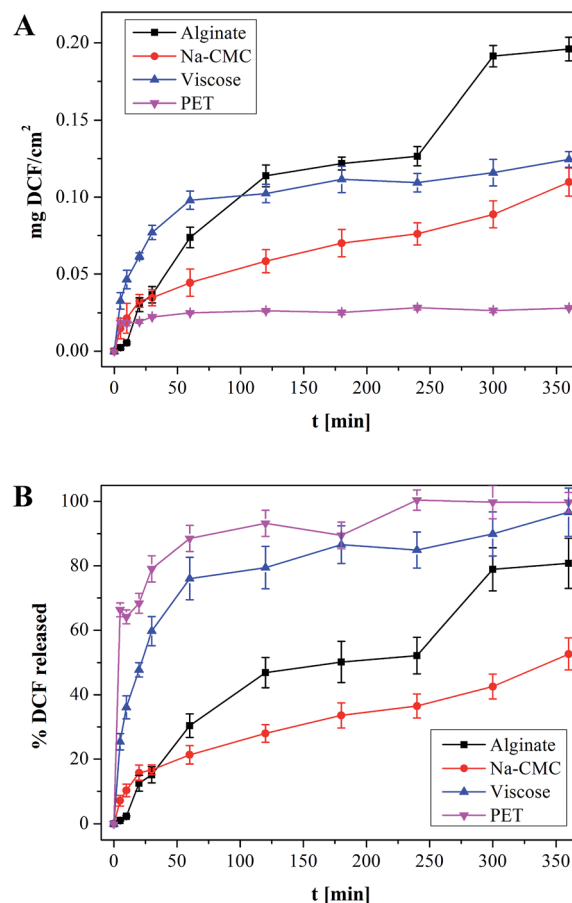 A
Alginate
Na-CMC
Viscose
PET
mg DCF/cm²
0.20
0.15
0.10
0.05
0.00
0 50 100 150 200 250 300 350
t [min]
B
% DCF released
100
80
60
40
20
0
Alginate
Na-CMC
Viscose
PET
0 50 100 150 200 250 300 350
t [min]